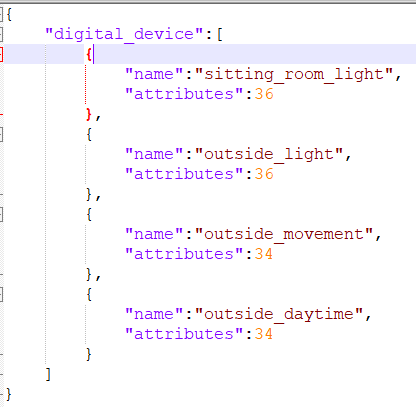 {
    "digital_device":[
        {
            "name":"sitting_room_light",
            "attributes":36
        },
        {
            "name":"outside_light",
            "attributes":36
        },
        {
            "name":"outside_movement",
            "attributes":34
        },
        {
            "name":"outside_daytime",
            "attributes":34
        }
    ]
}